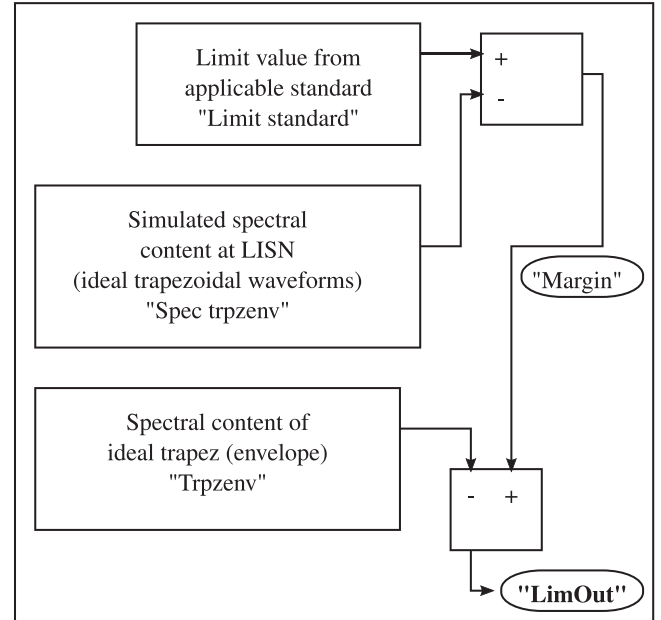 Limit value from
applicable standard
"Limit standard"
+
-
Simulated spectral
content at LISN
(ideal trapezoidal waveforms)
"Spec trpzenv"
"Margin"
Spectral content of
ideal trapez (envelope)
"Trpzenv"
- +
"LimOut"